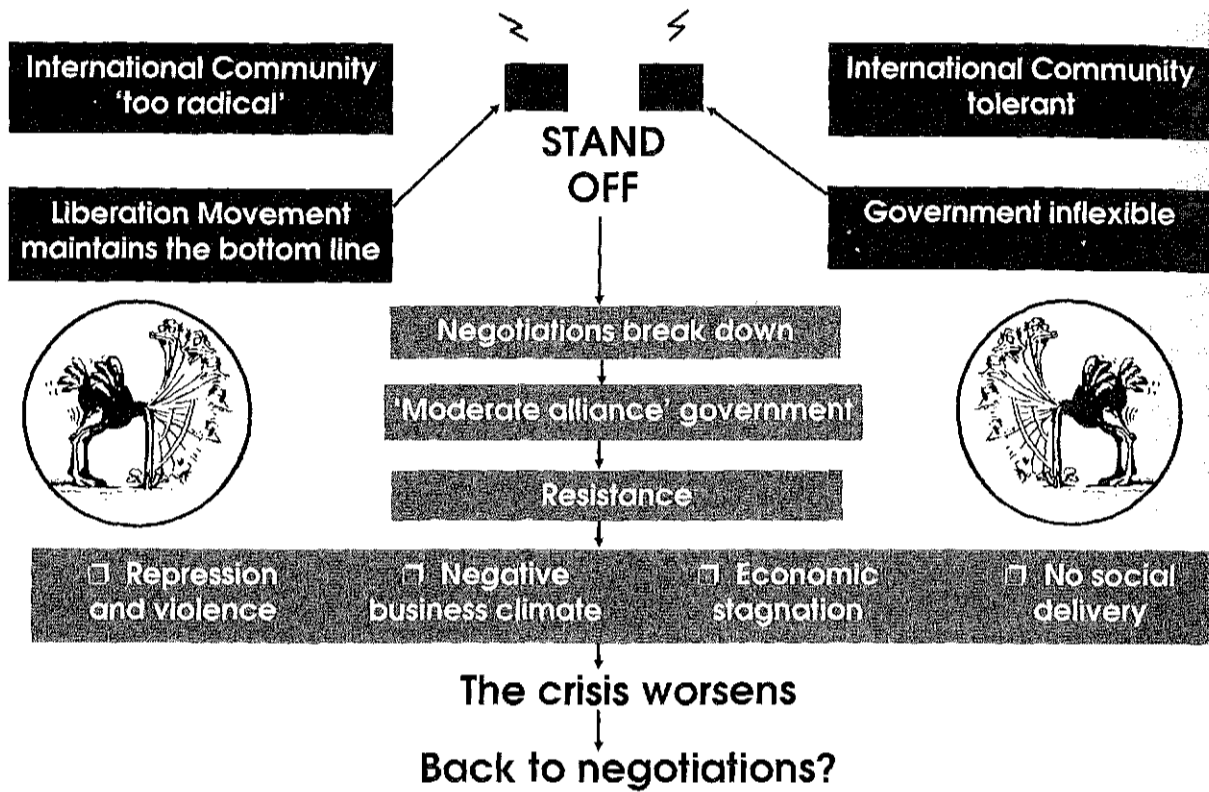 International Community
'too radical'
International Community
tolerant
STAND
OFF
Liberation Movement
maintains the bottom line
Government inflexible
Negotiations break down
'Moderate alliance' government
Resistance
❒ Repression
and violence
❒ Negative
business climate
❒ Economic
stagnation
❒ No social
delivery
The crisis worsens
Back to negotiations?